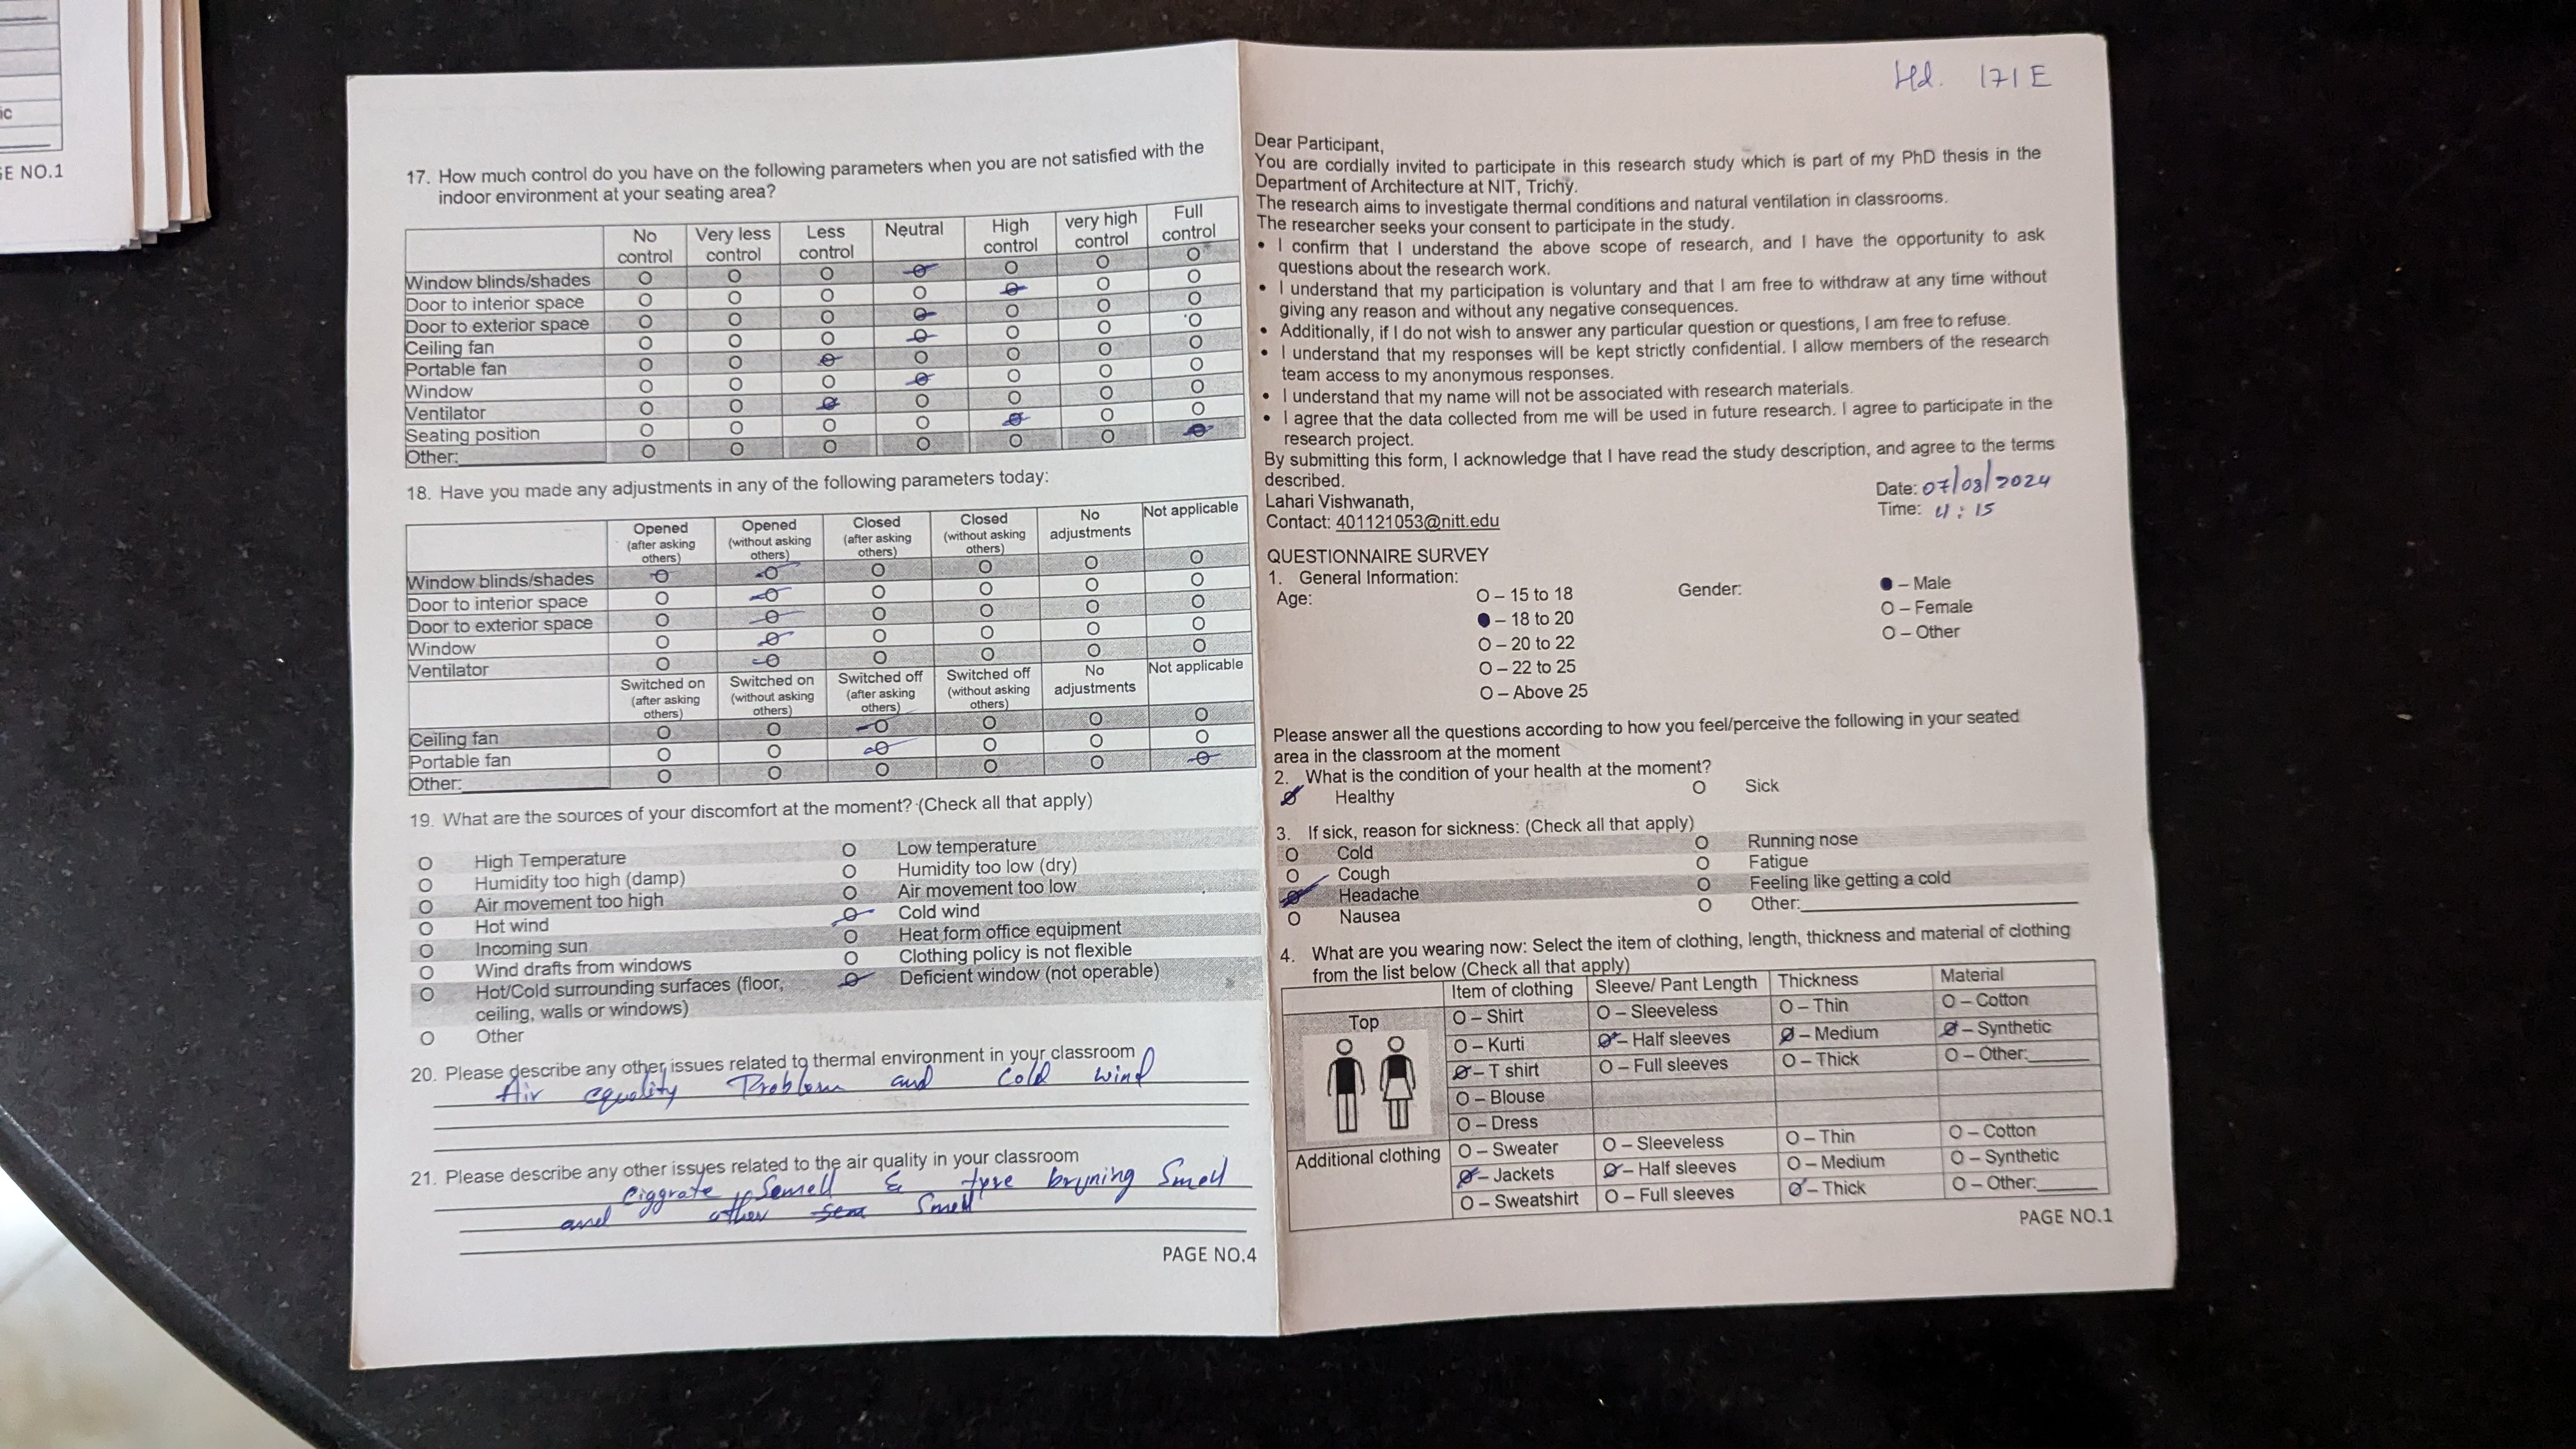 ic
GE NO.1
17. How much control do you have on the following parameters when you are not satisfied with the
indoor environment at your seating area?
No control Very less control Less control Neutral High control very high control Full control
Window blinds/shades O O O O O O O
Door to interior space O O O O O O O
Door to exterior space O O O O O O O
Ceiling fan O O O O O O O
Portable fan O O O O O O O
Window O O O O O O O
Ventilator O O O O O O O
Seating position O O O O O O O
Other: O O O O O O O
18. Have you made any adjustments in any of the following parameters today:
Opened (after asking others) Opened (without asking others) Closed (after asking others) Closed (without asking others) No adjustments Not applicable
Window blinds/shades O O O O O O
Door to interior space O O O O O O
Door to exterior space O O O O O O
Window O O O O O O
Ventilator O O O O O O
Switched on (after asking others) Switched on (without asking others) Switched off (after asking others) Switched off (without asking others) No adjustments Not applicable
Ceiling fan O O O O O O
Portable fan O O O O O O
Other: O O O O O O
19. What are the sources of your discomfort at the moment? (Check all that apply)
O High Temperature O Low temperature
O Humidity too high (damp) O Humidity too low (dry)
O Air movement too high O Air movement too low
O Hot wind O Cold wind
O Incoming sun O Heat form office equipment
O Wind drafts from windows O Clothing policy is not flexible
O Hot/Cold surrounding surfaces (floor, O Deficient window (not operable)
ceiling, walls or windows)
O Other
20. Please describe any other issues related to thermal environment in your classroom
Air equality Problem and Cold wind
21. Please describe any other issues related to the air quality in your classroom
Ciggrate Semell & tyre bryning Smell
and other Smell
PAGE NO.4
171 E
Dear Participant,
You are cordially invited to participate in this research study which is part of my PhD thesis in the
Department of Architecture at NIT, Trichy.
The research aims to investigate thermal conditions and natural ventilation in classrooms.
The researcher seeks your consent to participate in the study.
• I confirm that I understand the above scope of research, and I have the opportunity to ask
questions about the research work.
• I understand that my participation is voluntary and that I am free to withdraw at any time without
giving any reason and without any negative consequences.
• Additionally, if I do not wish to answer any particular question or questions, I am free to refuse.
• I understand that my responses will be kept strictly confidential. I allow members of the research
team access to my anonymous responses.
• I understand that my name will not be associated with research materials.
• I agree that the data collected from me will be used in future research. I agree to participate in the
research project.
By submitting this form, I acknowledge that I have read the study description, and agree to the terms
described.
Lahari Vishwanath,
Contact: 401121053@nitt.edu
Date: 07/08/2024
Time: 4:15
QUESTIONNAIRE SURVEY
1. General Information:
Age: O – 15 to 18 Gender: – Male
– 18 to 20 O – Female
O – 20 to 22 O – Other
O – 22 to 25
O – Above 25
Please answer all the questions according to how you feel/perceive the following in your seated
area in the classroom at the moment
2. What is the condition of your health at the moment?
O Healthy O Sick
3. If sick, reason for sickness: (Check all that apply)
O Cold O Running nose
O Cough O Fatigue
O Headache O Feeling like getting a cold
O Nausea O Other:
4. What are you wearing now: Select the item of clothing, length, thickness and material of clothing
from the list below (Check all that apply)
Item of clothing Sleeve/ Pant Length Thickness Material
Top O – Shirt O – Sleeveless O – Thin O – Cotton
O – Kurti O – Half sleeves O – Medium O – Synthetic
O – T shirt O – Full sleeves O – Thick O – Other:
O – Blouse
O – Dress
Additional clothing O – Sweater O – Sleeveless O – Thin O – Cotton
O – Jackets O – Half sleeves O – Medium O – Synthetic
O – Sweatshirt O – Full sleeves O – Thick O – Other:
PAGE NO.1